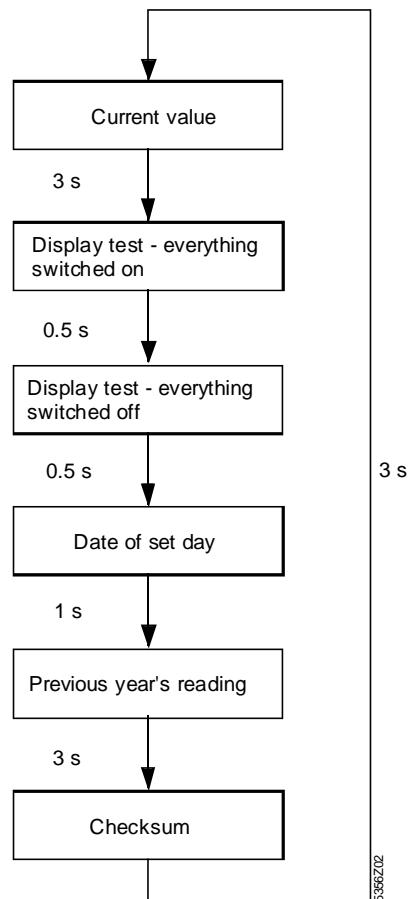 Current value
3 s
Display test - everything
switched on
0.5 s
Display test - everything
switched off
0.5 s
3 s
Date of set day
1 s
Previous year's reading
3 s
Checksum
5356Z02